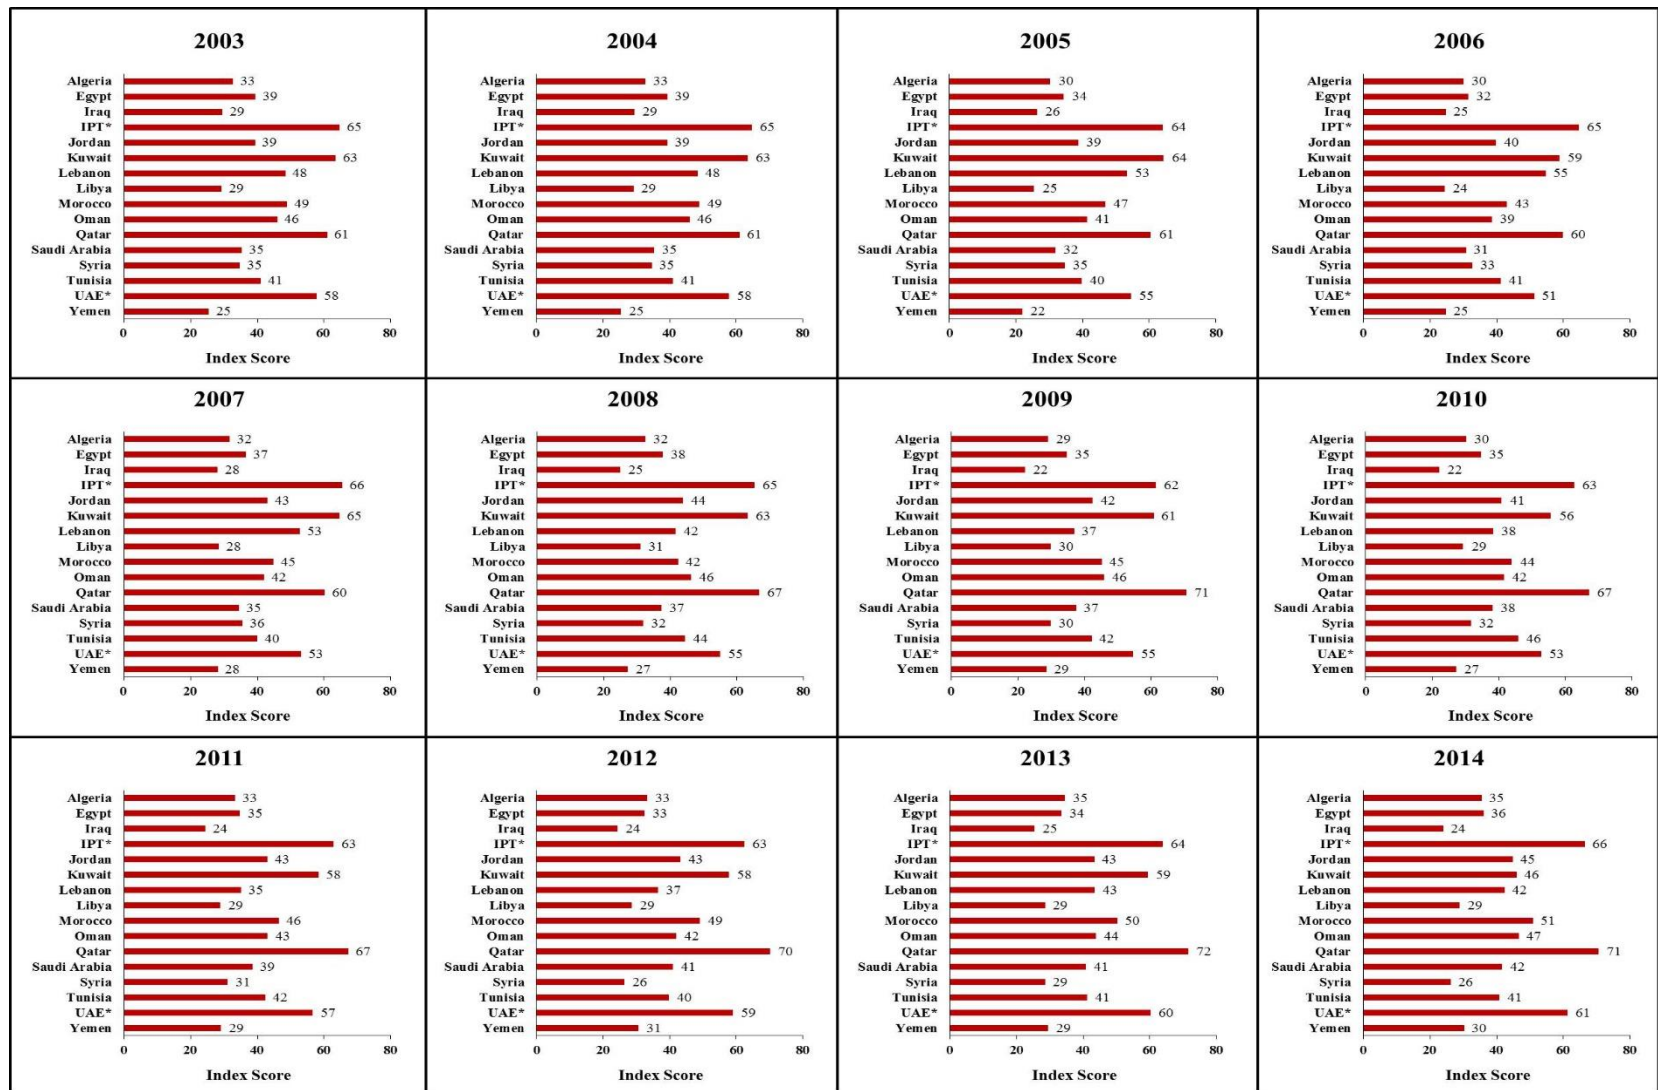 2003
Algeria 33
Egypt 39
Iraq 29
IPT* 65
Jordan 39
Kuwait 63
Lebanon 48
Libya 29
Morocco 49
Oman 46
Qatar 61
Saudi Arabia 35
Syria 35
Tunisia 41
UAE* 58
Yemen 25
0 20 40 60 80
Index Score
2004
Algeria 33
Egypt 39
Iraq 29
IPT* 65
Jordan 39
Kuwait 63
Lebanon 48
Libya 29
Morocco 49
Oman 46
Qatar 61
Saudi Arabia 35
Syria 35
Tunisia 41
UAE* 58
Yemen 25
0 20 40 60 80
Index Score
2005
Algeria 30
Egypt 34
Iraq 26
IPT* 64
Jordan 39
Kuwait 64
Lebanon 53
Libya 25
Morocco 47
Oman 41
Qatar 61
Saudi Arabia 32
Syria 35
Tunisia 40
UAE* 55
Yemen 22
0 20 40 60 80
Index Score
2006
Algeria 30
Egypt 32
Iraq 25
IPT* 65
Jordan 40
Kuwait 59
Lebanon 55
Libya 24
Morocco 43
Oman 39
Qatar 60
Saudi Arabia 31
Syria 33
Tunisia 41
UAE* 51
Yemen 25
0 20 40 60 80
Index Score
2007
Algeria 32
Egypt 37
Iraq 28
IPT* 66
Jordan 43
Kuwait 65
Lebanon 53
Libya 28
Morocco 45
Oman 42
Qatar 60
Saudi Arabia 35
Syria 36
Tunisia 40
UAE* 53
Yemen 28
0 20 40 60 80
Index Score
2008
Algeria 32
Egypt 38
Iraq 25
IPT* 65
Jordan 44
Kuwait 63
Lebanon 42
Libya 31
Morocco 42
Oman 46
Qatar 67
Saudi Arabia 37
Syria 32
Tunisia 44
UAE* 55
Yemen 27
0 20 40 60 80
Index Score
2009
Algeria 29
Egypt 35
Iraq 22
IPT* 62
Jordan 42
Kuwait 61
Lebanon 37
Libya 30
Morocco 45
Oman 46
Qatar 71
Saudi Arabia 37
Syria 30
Tunisia 42
UAE* 55
Yemen 29
0 20 40 60 80
Index Score
2010
Algeria 30
Egypt 35
Iraq 22
IPT* 63
Jordan 41
Kuwait 56
Lebanon 38
Libya 29
Morocco 44
Oman 42
Qatar 67
Saudi Arabia 38
Syria 32
Tunisia 46
UAE* 53
Yemen 27
0 20 40 60 80
Index Score
2011
Algeria 33
Egypt 35
Iraq 24
IPT* 63
Jordan 43
Kuwait 58
Lebanon 35
Libya 29
Morocco 46
Oman 43
Qatar 67
Saudi Arabia 39
Syria 31
Tunisia 42
UAE* 57
Yemen 29
0 20 40 60 80
Index Score
2012
Algeria 33
Egypt 33
Iraq 24
IPT* 63
Jordan 43
Kuwait 58
Lebanon 37
Libya 29
Morocco 49
Oman 42
Qatar 70
Saudi Arabia 41
Syria 26
Tunisia 40
UAE* 59
Yemen 31
0 20 40 60 80
Index Score
2013
Algeria 35
Egypt 34
Iraq 25
IPT* 64
Jordan 43
Kuwait 59
Lebanon 43
Libya 29
Morocco 50
Oman 44
Qatar 72
Saudi Arabia 41
Syria 29
Tunisia 41
UAE* 60
Yemen 29
0 20 40 60 80
Index Score
2014
Algeria 35
Egypt 36
Iraq 24
IPT* 66
Jordan 45
Kuwait 46
Lebanon 42
Libya 29
Morocco 51
Oman 47
Qatar 71
Saudi Arabia 42
Syria 26
Tunisia 41
UAE* 61
Yemen 30
0 20 40 60 80
Index Score